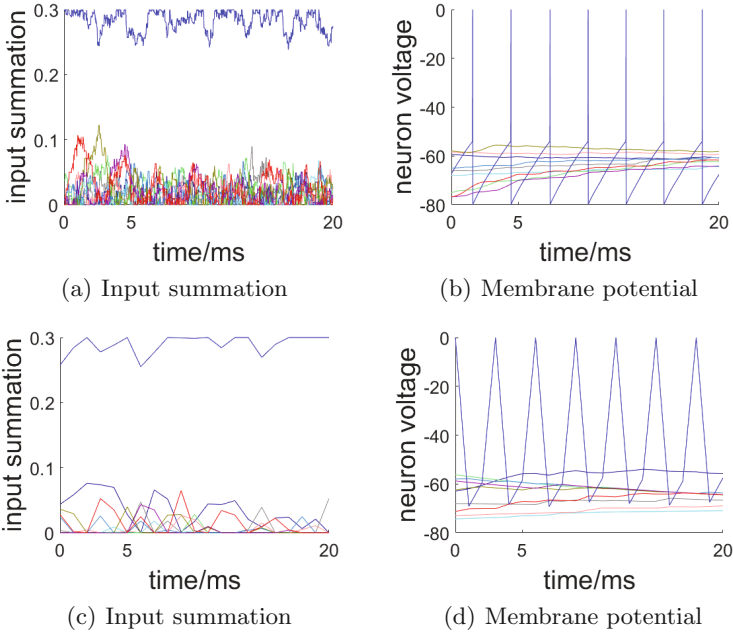 input summation
0.3
0.2
0.1
0
0 5 20
time/ms
(a) Input summation
neuron voltage
0
-20
-40
-60
-80
0 5 20
time/ms
(b) Membrane potential
input summation
0.3
0.2
0.1
0
0 5 20
time/ms
(c) Input summation
neuron voltage
0
-20
-40
-60
-80
0 5 20
time/ms
(d) Membrane potential